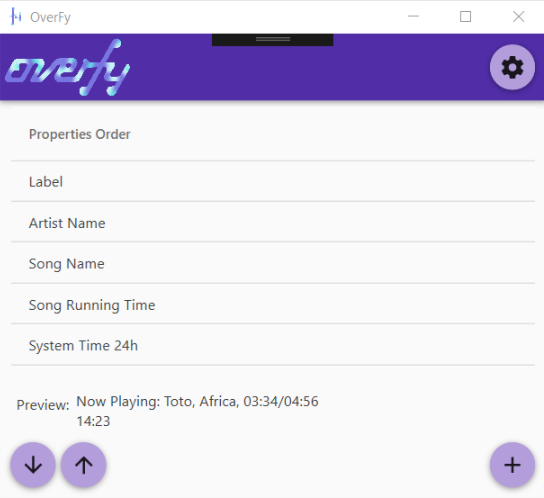 OverFy
overfy
Properties Order
Label
Artist Name
Song Name
Song Running Time
System Time 24h
Preview: Now Playing: Toto, Africa, 03:34/04:56
14:23